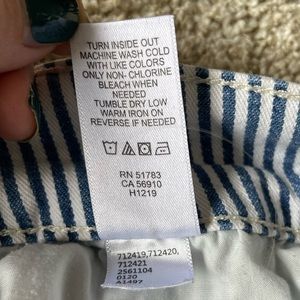 TURN INSIDE OUT
MACHINE WASH COLD
WITH LIKE COLORS
ONLY NON-CHLORINE
BLEACH WHEN
NEEDED
TUMBLE DRY LOW
WARM IRON ON
REVERSE IF NEEDED
RN 51783
CA 56910
H1219
712419,712420,
712421
2561104
0120
A1497